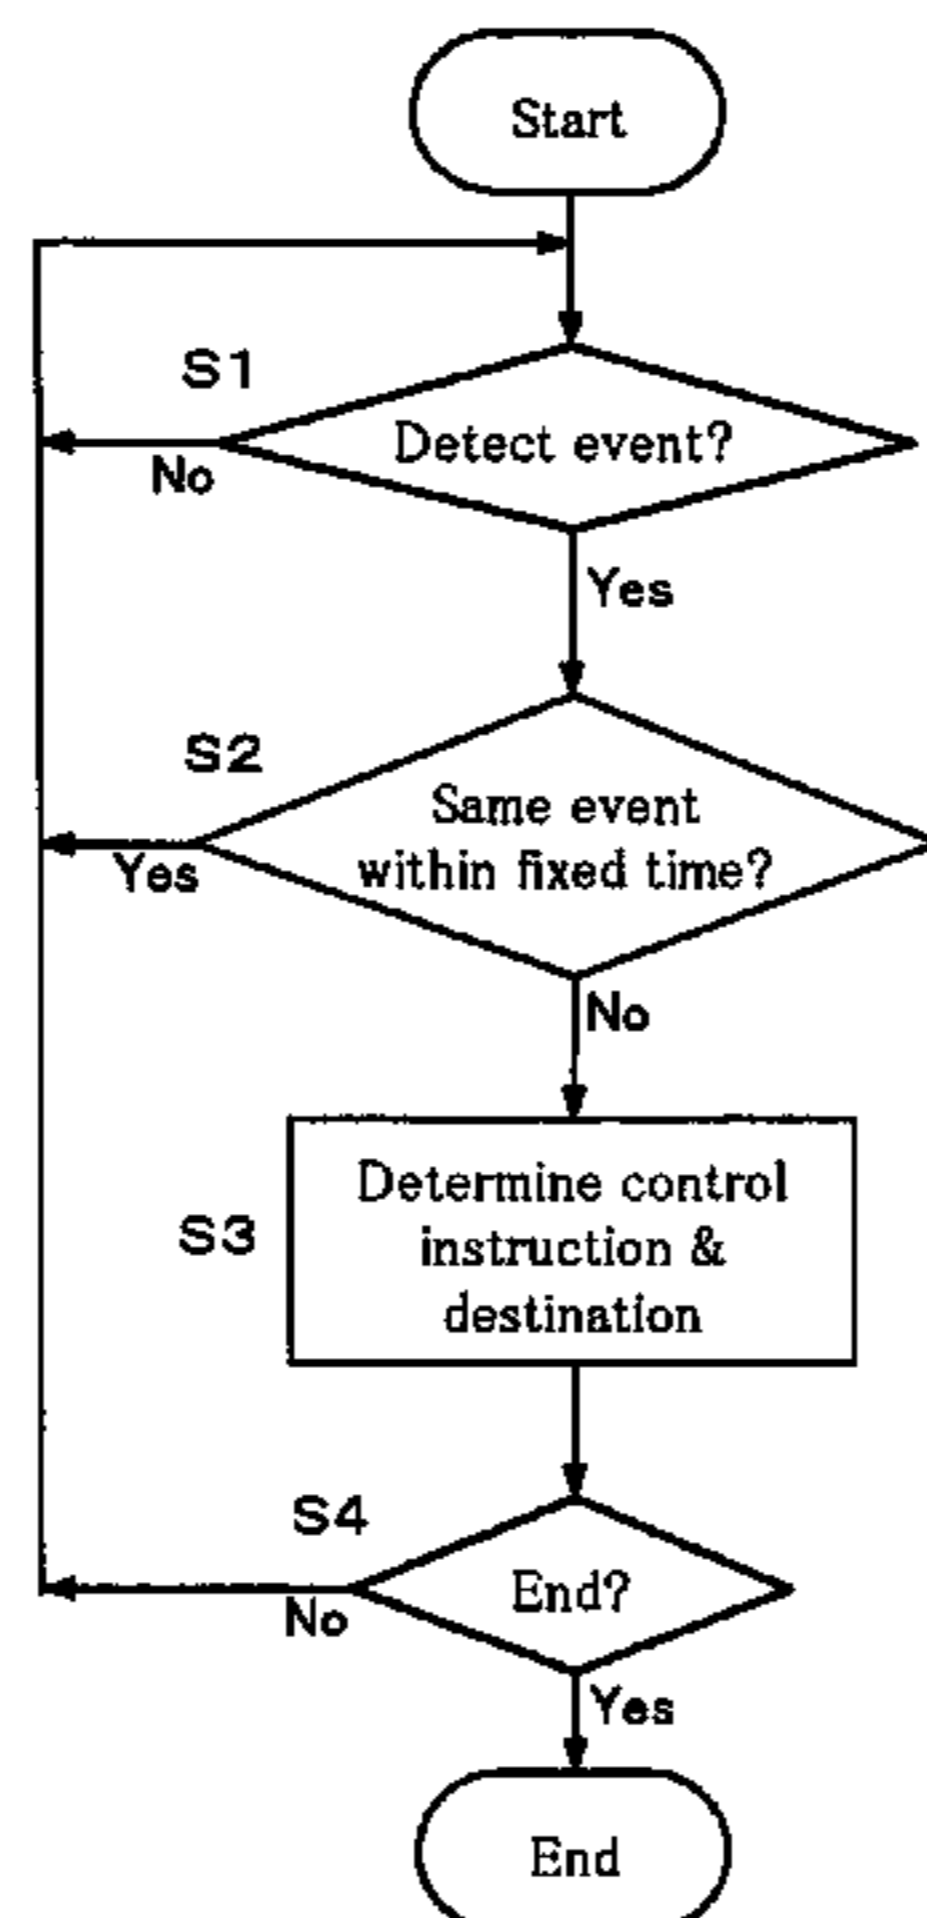 Start
S1
Detect event?
No
Yes
S2
Same event
within fixed time?
Yes
No
S3
Determine control
instruction &
destination
S4
End?
No
Yes
End